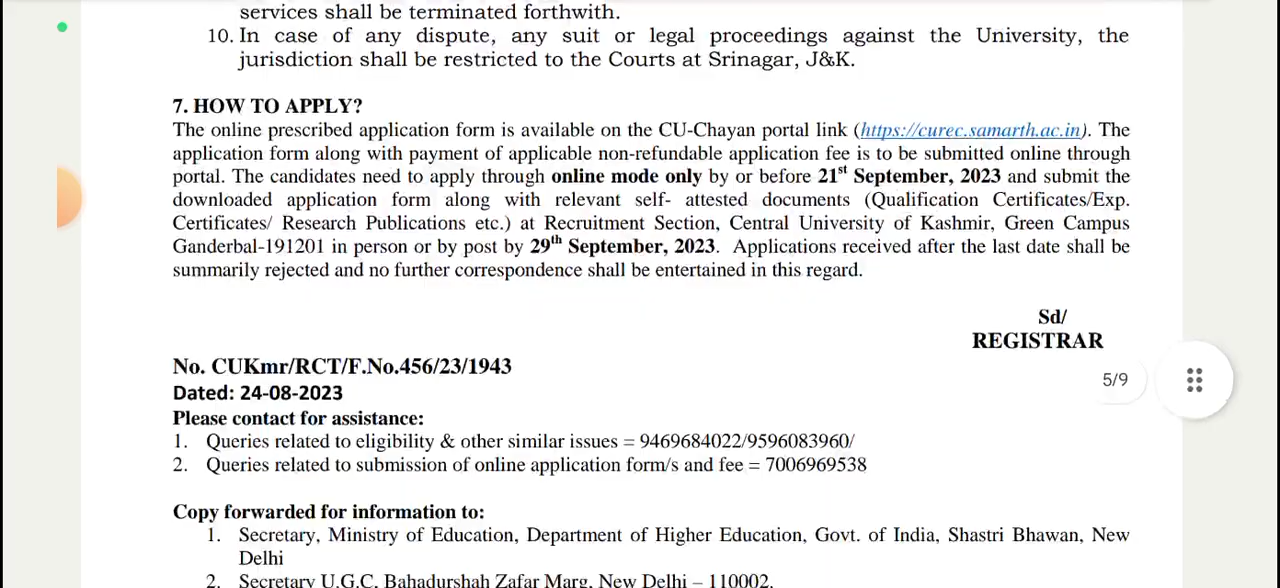 services shall be terminated forthwith.
10. In case of any dispute, any suit or legal proceedings against the University, the
jurisdiction shall be restricted to the Courts at Srinagar, J&K.
7. HOW TO APPLY?
The online prescribed application form is available on the CU-Chayan portal link (https://curec.samarth.ac.in). The
application form along with payment of applicable non-refundable application fee is to be submitted online through
portal. The candidates need to apply through online mode only by or before 21st September, 2023 and submit the
downloaded application form along with relevant self- attested documents (Qualification Certificates/Exp.
Certificates/ Research Publications etc.) at Recruitment Section, Central University of Kashmir, Green Campus
Ganderbal-191201 in person or by post by 29th September, 2023. Applications received after the last date shall be
summarily rejected and no further correspondence shall be entertained in this regard.
Sd/
REGISTRAR
No. CUKmr/RCT/F.No.456/23/1943
5/9
Dated: 24-08-2023
Please contact for assistance:
1. Queries related to eligibility & other similar issues = 9469684022/9596083960/
2. Queries related to submission of online application form/s and fee = 7006969538
Copy forwarded for information to:
1. Secretary, Ministry of Education, Department of Higher Education, Govt. of India, Shastri Bhawan, New
Delhi
2. Secretary U.G.C, Bahadurshah Zafar Marg, New Delhi – 110002.